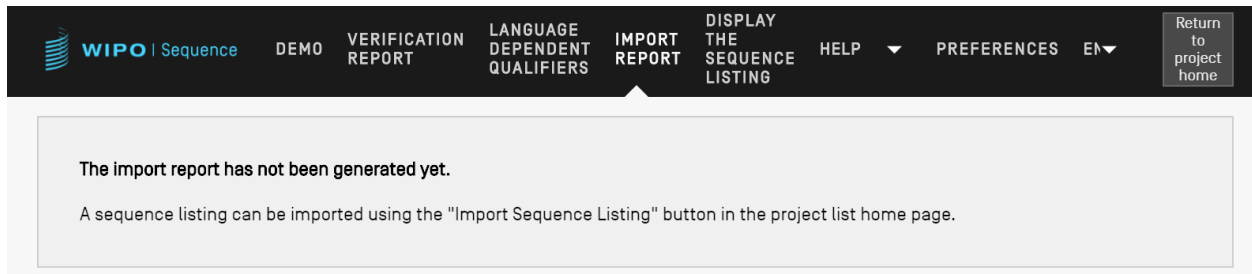 WIPO | Sequence
DEMO
VERIFICATION
REPORT
LANGUAGE
DEPENDENT
QUALIFIERS
IMPORT
REPORT
DISPLAY
THE
SEQUENCE
LISTING
HELP
PREFERENCES
EN
Return
to
project
home
The import report has not been generated yet.
A sequence listing can be imported using the "Import Sequence Listing" button in the project list home page.